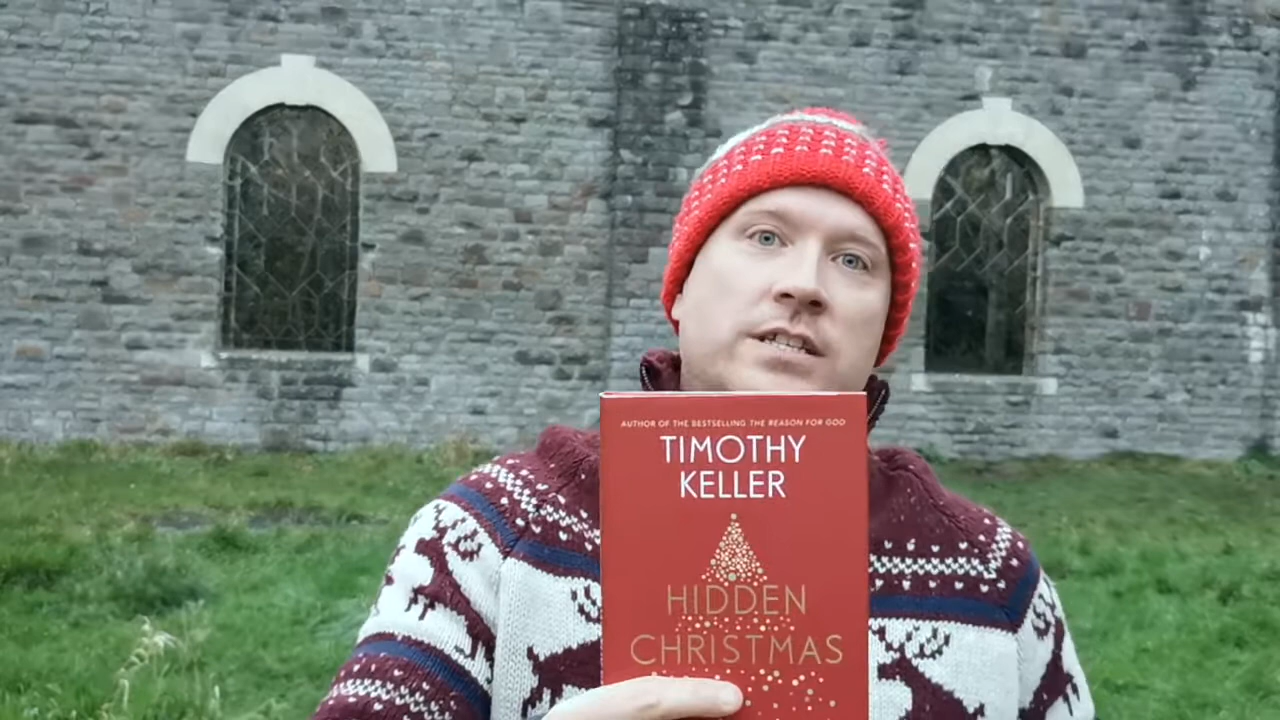 AUTHOR OF THE BESTSELLING THE REASON FOR GOD
TIMOTHY
KELLER
HIDDEN
CHRISTMAS